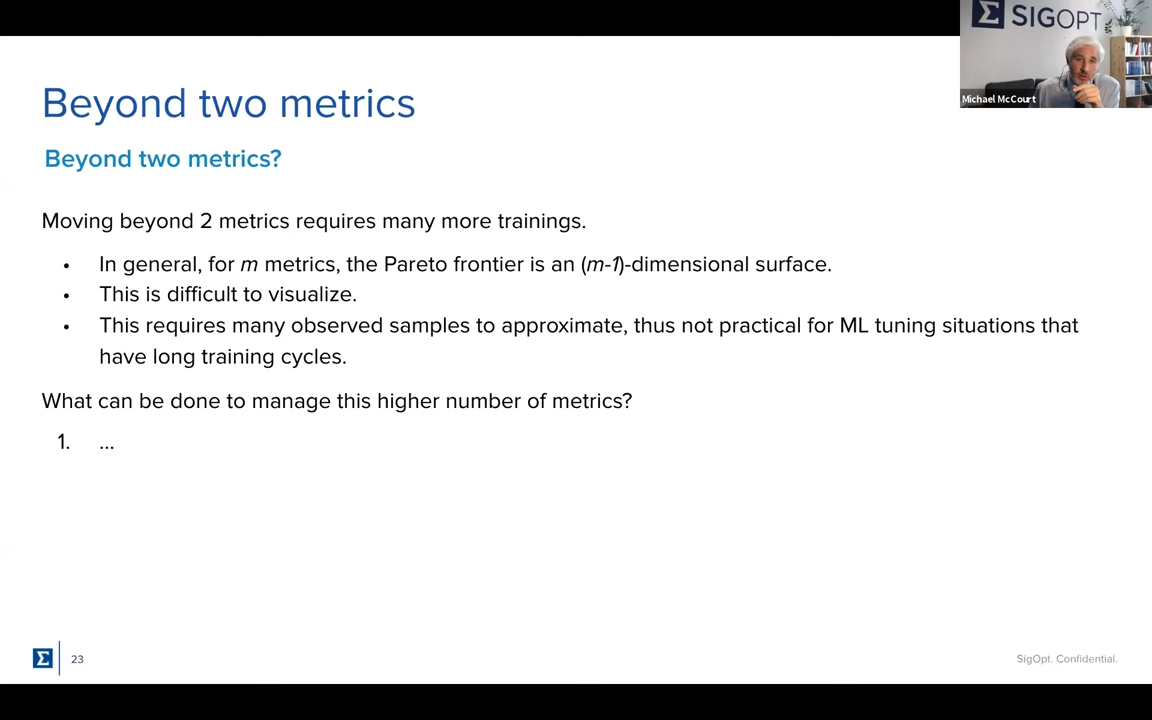 SIGOPT
Michael McCourt
Beyond two metrics
Beyond two metrics?
Moving beyond 2 metrics requires many more trainings.
• In general, for m metrics, the Pareto frontier is an (m-1)-dimensional surface.
• This is difficult to visualize.
• This requires many observed samples to approximate, thus not practical for ML tuning situations that
have long training cycles.
What can be done to manage this higher number of metrics?
1. ...
23
SigOpt. Confidential.